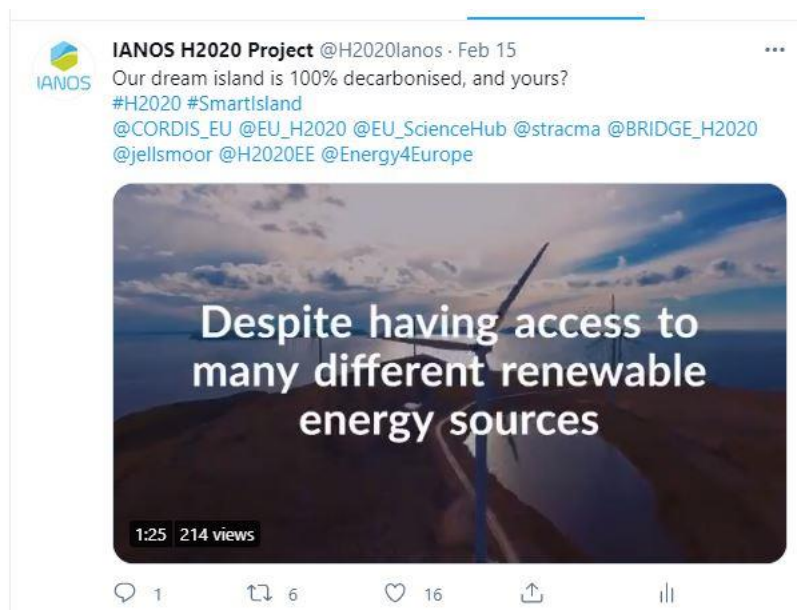 IANOS H2020 Project @H2020Ianos · Feb 15
IANOS
Our dream island is 100% decarbonised, and yours?
#H2020 #SmartIsland
@CORDIS_EU @EU_H2020 @EU_ScienceHub @stracma @BRIDGE_H2020
@jellsmoor @H2020EE @Energy4Europe
Despite having access to
many different renewable
energy sources
1:25 214 views
1 6 16